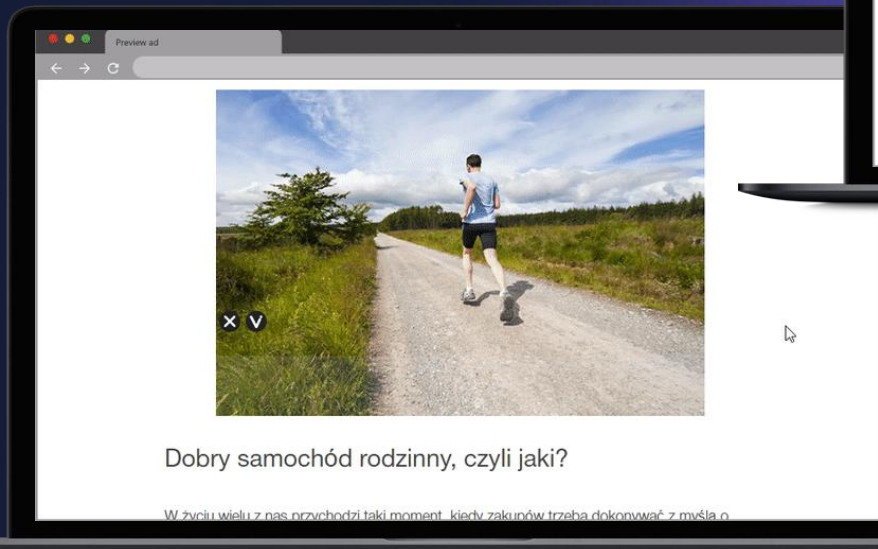 Preview ad
Dobry samochód rodzinny, czyli jaki?
W życiu wielu z nas przychodzi taki moment, kiedy zakupów trzeba dokonywać z myślą o